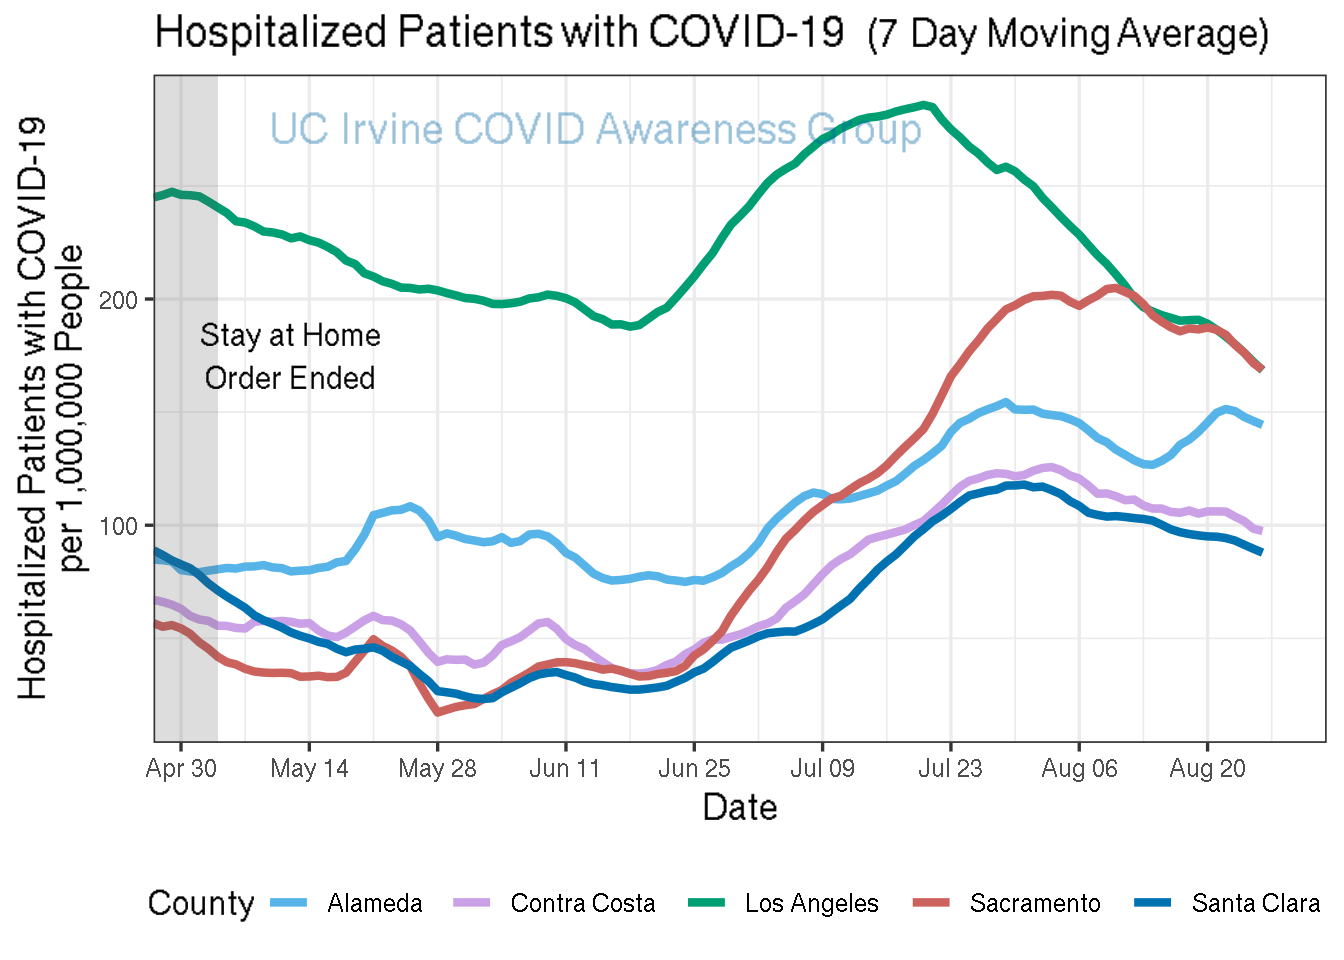 Hospitalized Patients with COVID-19 (7 Day Moving Average)
UC Irvine COVID Awareness Group
Hospitalized Patients with COVID-19
per 1,000,000 People
200
100
Stay at Home
Order Ended
Apr 30 May 14 May 28 Jun 11 Jun 25 Jul 09 Jul 23 Aug 06 Aug 20
Date
County Alameda Contra Costa Los Angeles Sacramento Santa Clara